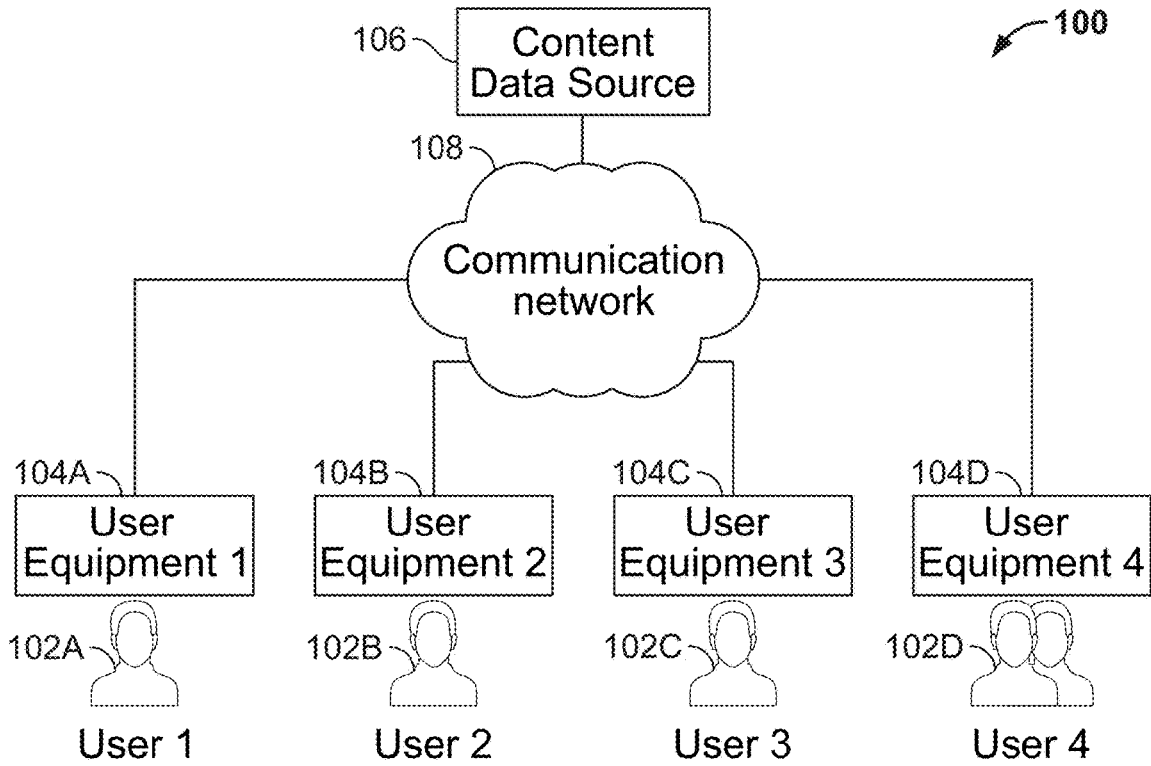 100
106
Content
Data Source
108
Communication
network
104A
104B
104C
104D
User
Equipment 1
User
Equipment 2
User
Equipment 3
User
Equipment 4
102A
102B
102C
102D
User 1
User 2
User 3
User 4